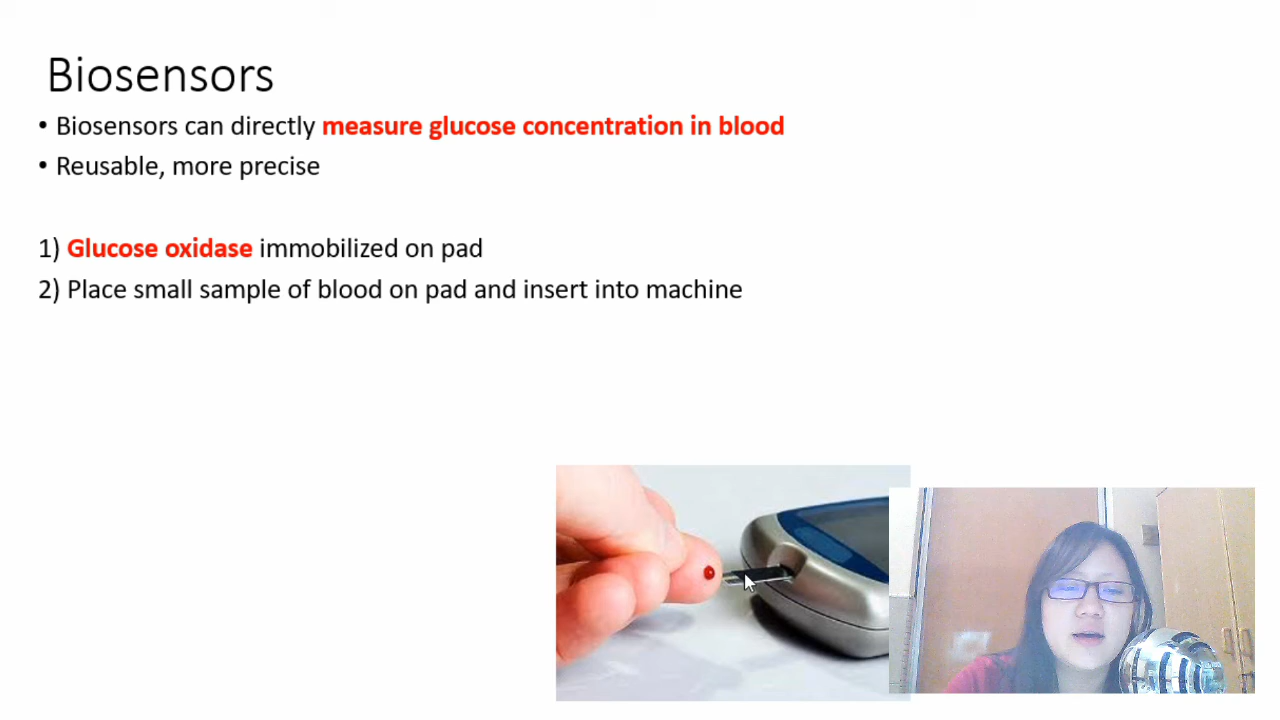 Biosensors
• Biosensors can directly measure glucose concentration in blood
• Reusable, more precise
1) Glucose oxidase immobilized on pad
2) Place small sample of blood on pad and insert into machine